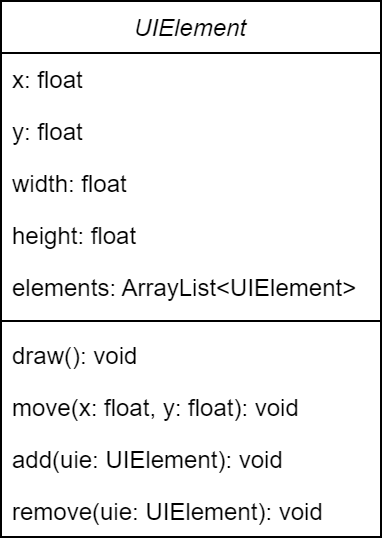 UIElement
x: float
y: float
width: float
height: float
elements: ArrayList<UIElement>
draw(): void
move(x: float, y: float): void
add(uie: UIElement): void
remove(uie: UIElement): void